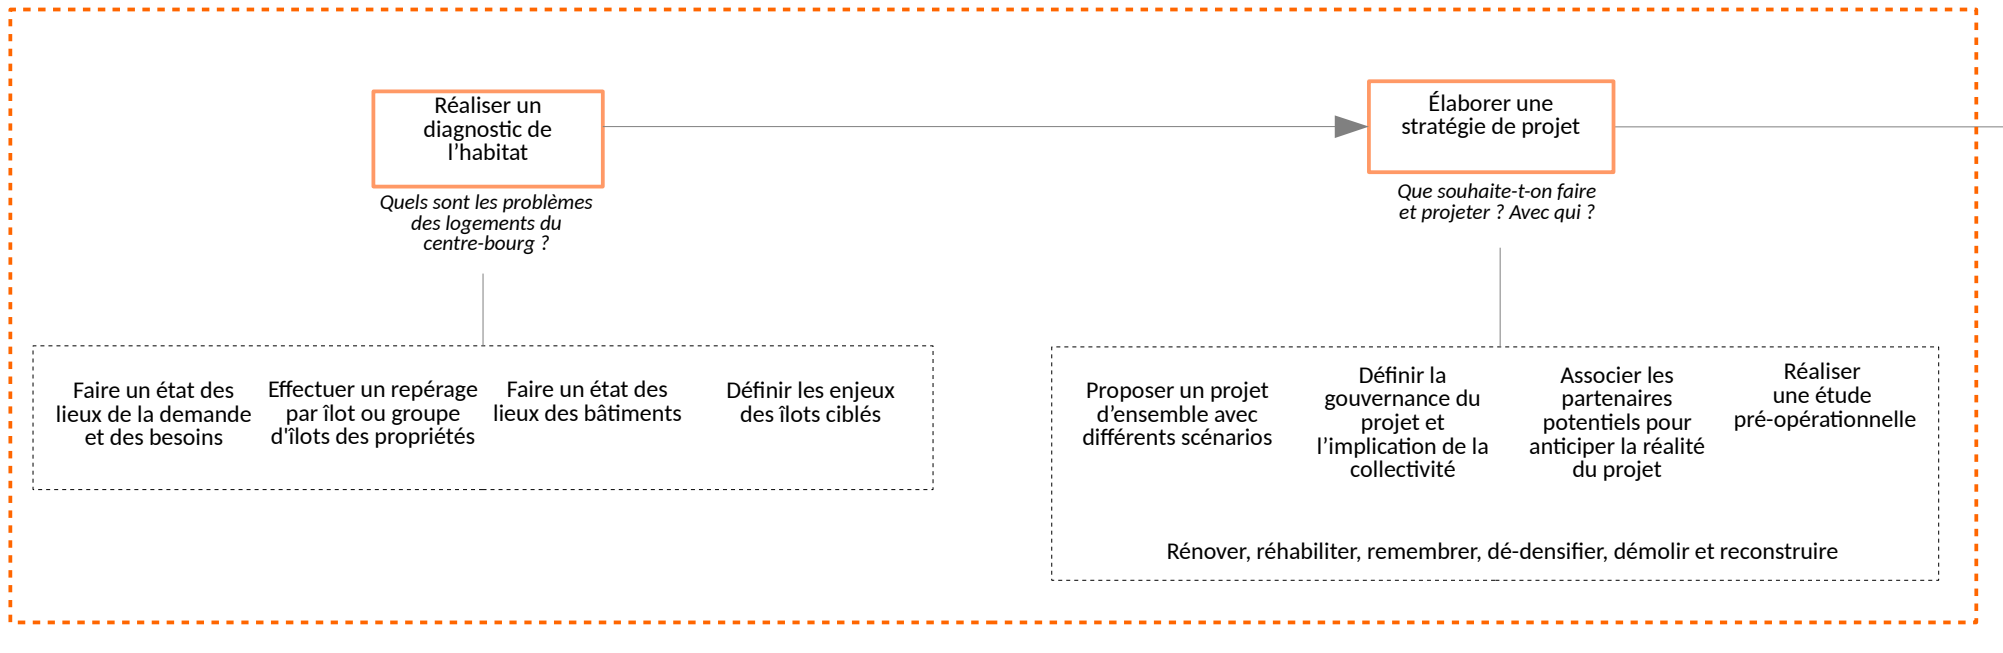 Réaliser un
diagnostic de
l’habitat
Quels sont les problèmes
des logements du
centre-bourg ?
Faire un état des
lieux de la demande
et des besoins
Effectuer un repérage
par îlot ou groupe
d'îlots des propriétés
Faire un état des
lieux des bâtiments
Définir les enjeux
des îlots ciblés
Élaborer une
stratégie de projet
Que souhaite-t-on faire
et projeter ? Avec qui ?
Proposer un projet
d’ensemble avec
différents scénarios
Définir la
gouvernance du
projet et
l’implication de la
collectivité
Associer les
partenaires
potentiels pour
anticiper la réalité
du projet
Réaliser
une étude
pré-opérationnelle
Rénover, réhabiliter, remembrer, dé-densifier, démolir et reconstruire